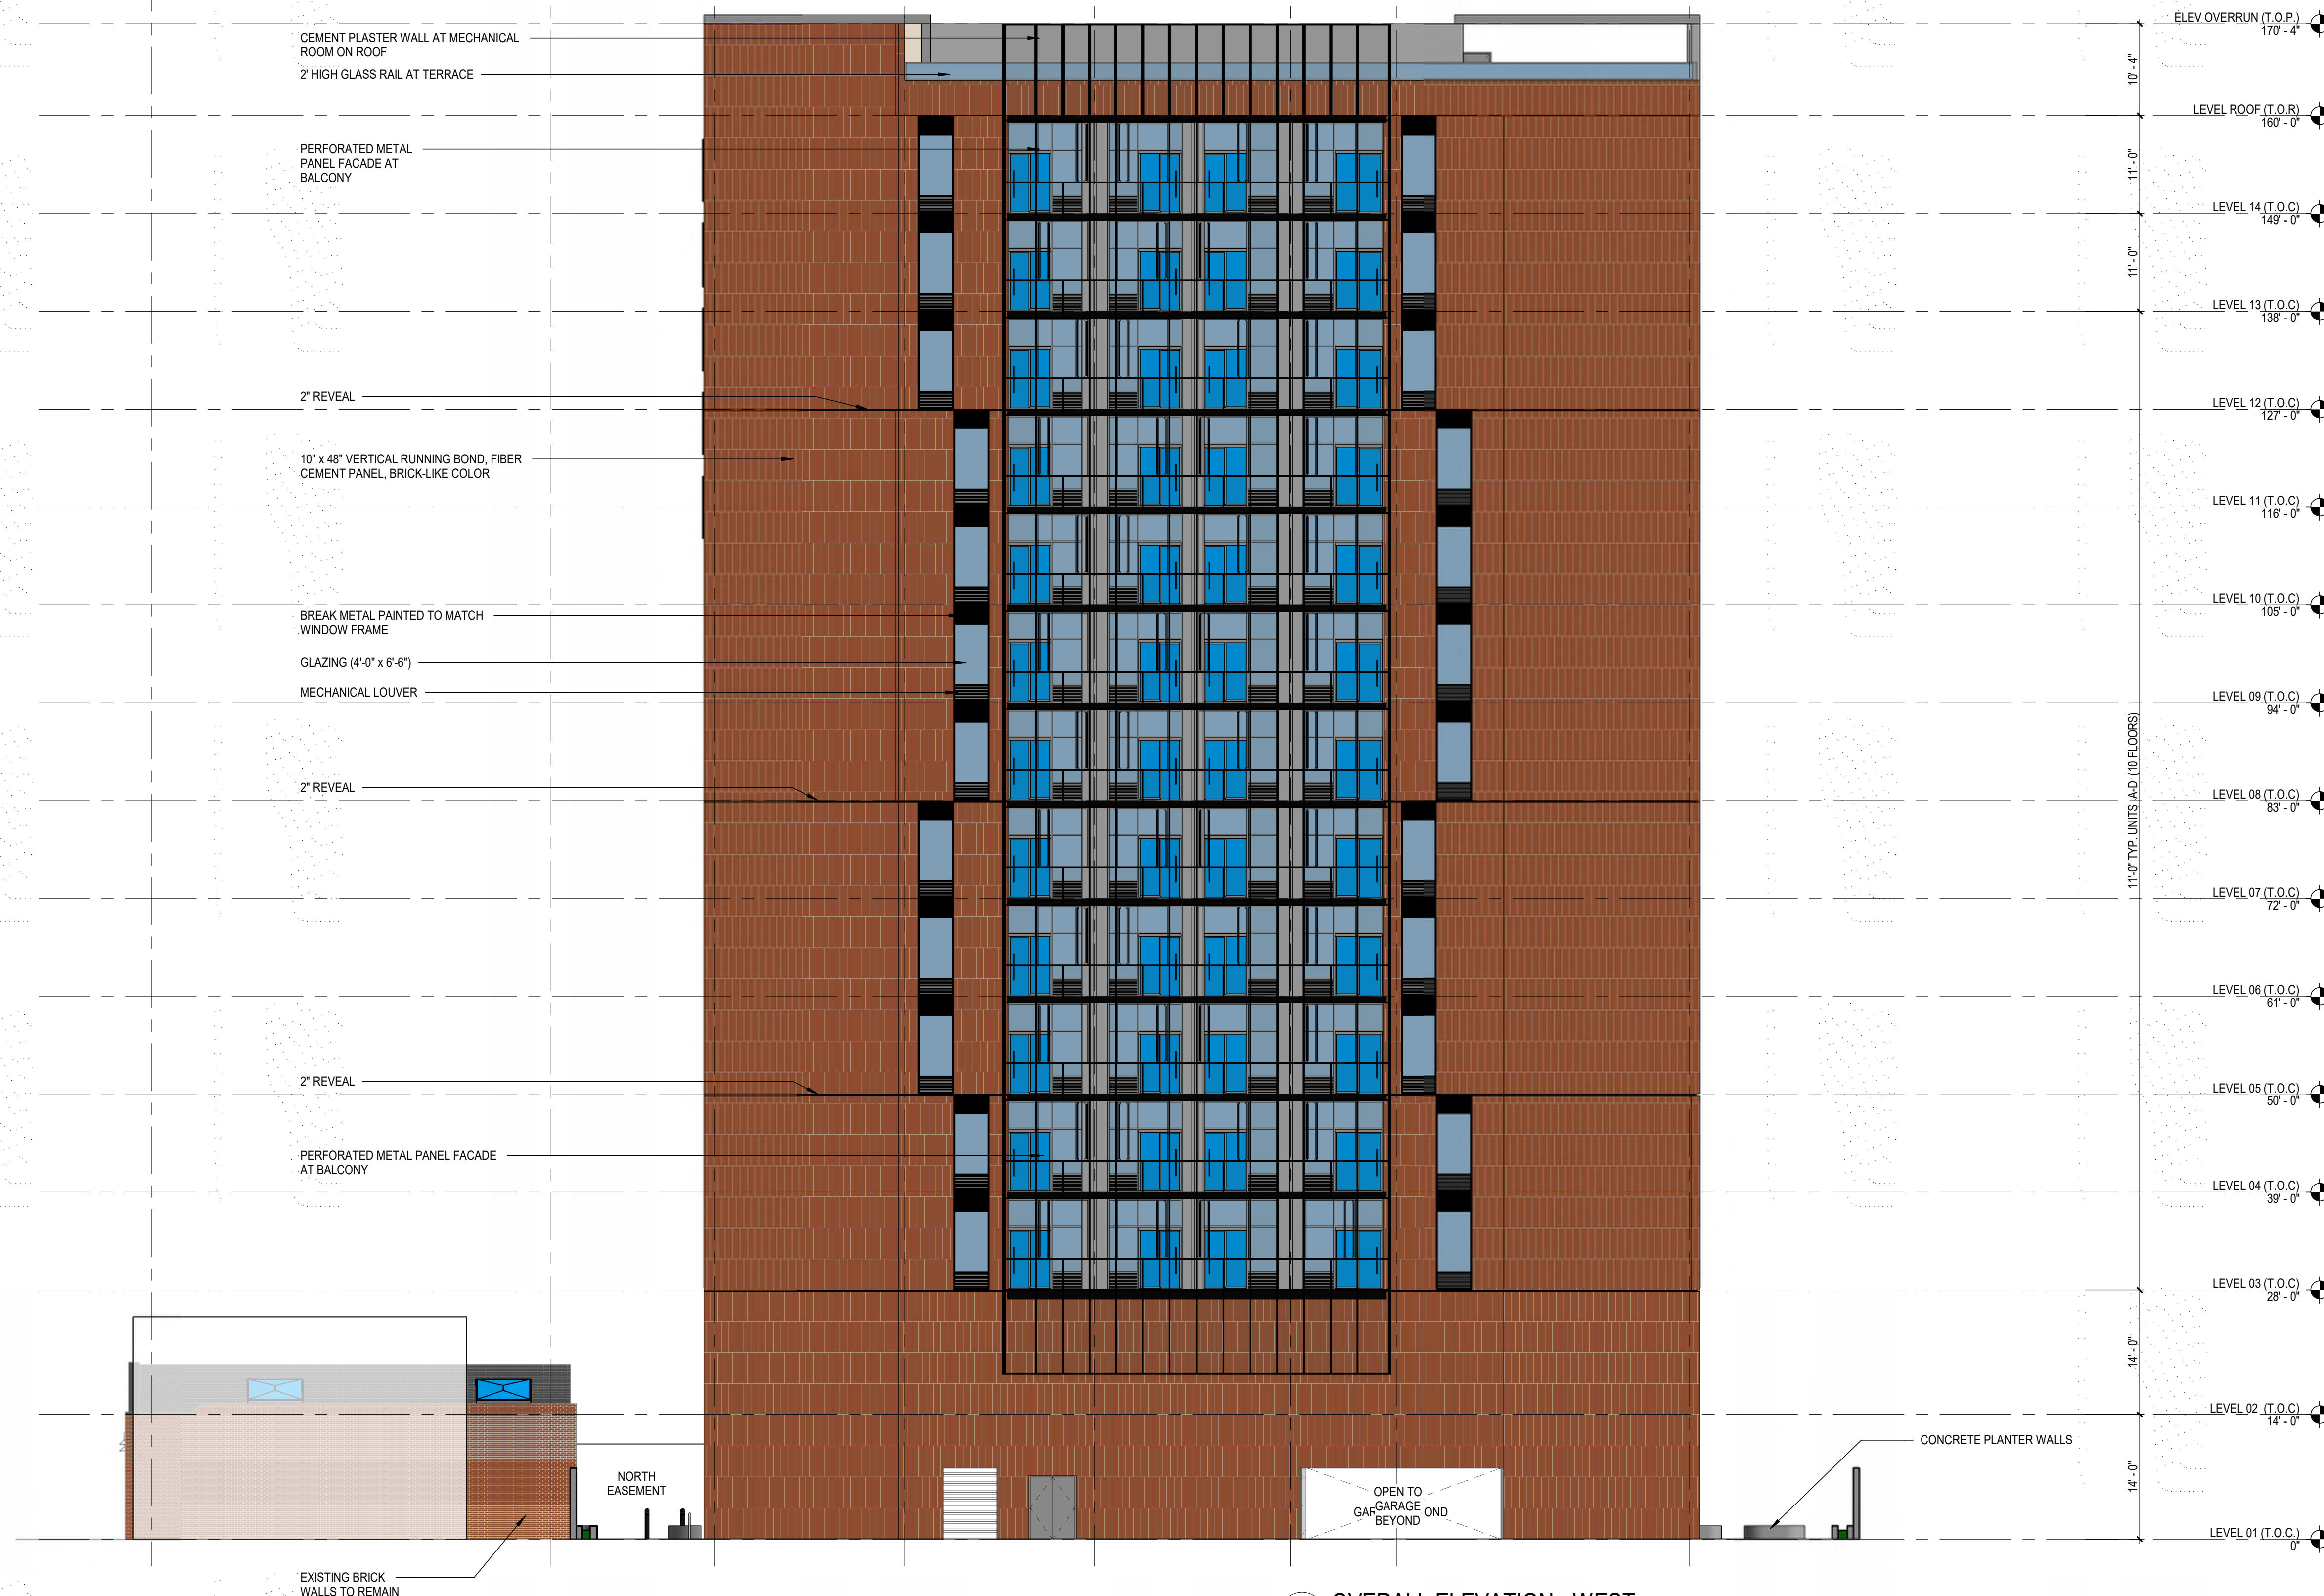 CEMENT PLASTER WALL AT MECHANICAL
ROOM ON ROOF
2' HIGH GLASS RAIL AT TERRACE
PERFORATED METAL
PANEL FACADE AT
BALCONY
2" REVEAL
10" x 48" VERTICAL RUNNING BOND, FIBER
CEMENT PANEL, BRICK-LIKE COLOR
BREAK METAL PAINTED TO MATCH
WINDOW FRAME
GLAZING (4'-0" x 6'-6")
MECHANICAL LOUVER
2" REVEAL
2" REVEAL
PERFORATED METAL PANEL FACADE
AT BALCONY
NORTH
EASEMENT
EXISTING BRICK
WALLS TO REMAIN
OPEN TO
GARAGE
BEYOND
CONCRETE PLANTER WALLS
10' - 4"
11' - 0"
11' - 0"
11'-0" TYP. UNITS A-D (10 FLOORS)
14' - 0"
14' - 0"
ELEV OVERRUN (T.O.P.)
170' - 4"
LEVEL ROOF (T.O.R)
160' - 0"
LEVEL 14 (T.O.C)
149' - 0"
LEVEL 13 (T.O.C)
138' - 0"
LEVEL 12 (T.O.C)
127' - 0"
LEVEL 11 (T.O.C)
116' - 0"
LEVEL 10 (T.O.C)
105' - 0"
LEVEL 09 (T.O.C)
94' - 0"
LEVEL 08 (T.O.C)
83' - 0"
LEVEL 07 (T.O.C)
72' - 0"
LEVEL 06 (T.O.C)
61' - 0"
LEVEL 05 (T.O.C)
50' - 0"
LEVEL 04 (T.O.C)
39' - 0"
LEVEL 03 (T.O.C)
28' - 0"
LEVEL 02 (T.O.C)
14' - 0"
LEVEL 01 (T.O.C.)
0"
OVERALL ELEVATION - WEST